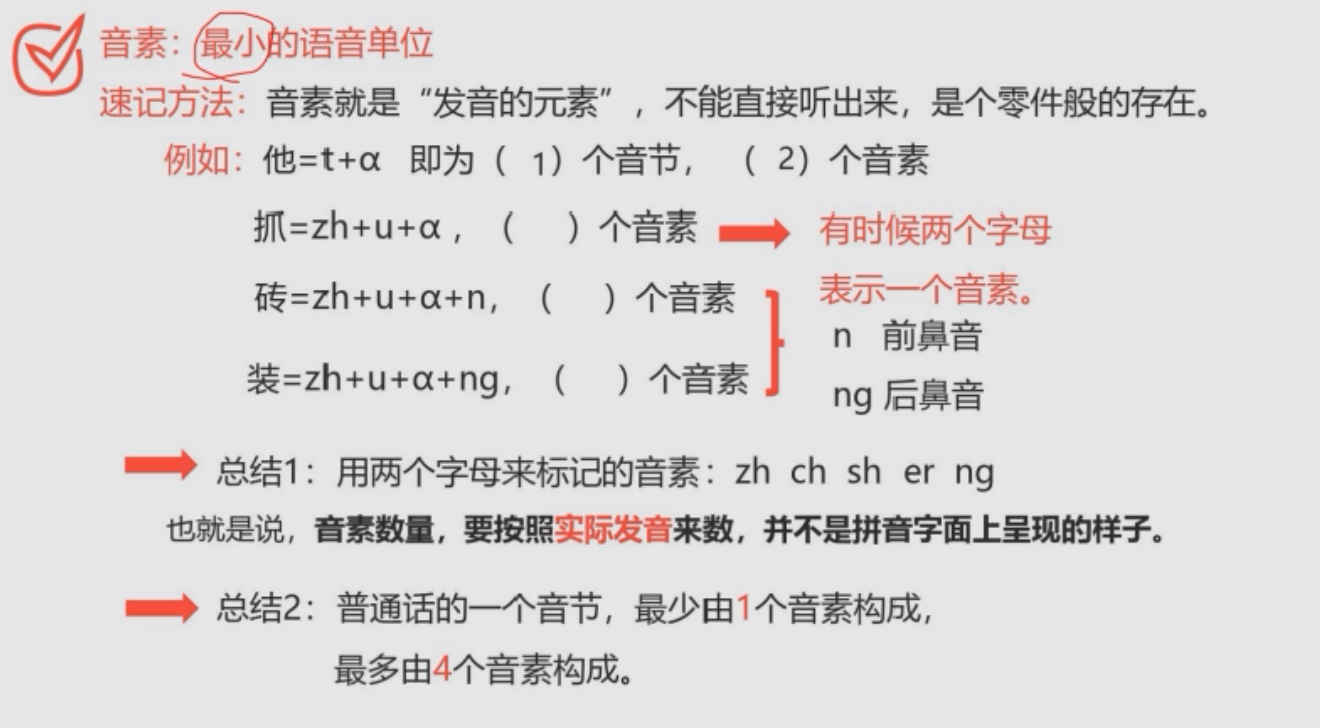 音素：最小的语音单位
速记方法：音素就是“发音的元素”，不能直接听出来，是个零件般的存在。
例如：他=t+ɑ 即为（ 1）个音节，（ 2）个音素
抓=zh+u+ɑ，（ ）个音素
有时候两个字母
表示一个音素。
砖=zh+u+ɑ+n，（ ）个音素
n 前鼻音
装=zh+u+ɑ+ng，（ ）个音素
ng 后鼻音
总结1：用两个字母来标记的音素：zh ch sh er ng
也就是说，音素数量，要按照实际发音来数，并不是拼音字面上呈现的样子。
总结2：普通话的一个音节，最少由1个音素构成，
最多由4个音素构成。